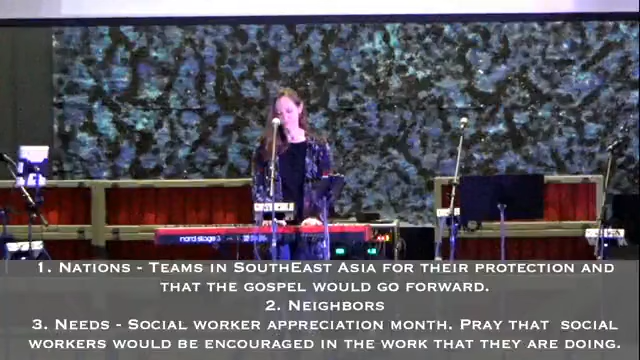 nord stage 3
1. Nations - Teams in SouthEast Asia for their protection and
that the gospel would go forward.
2. Neighbors
3. Needs - Social worker appreciation month. Pray that social
workers would be encouraged in the work that they are doing.